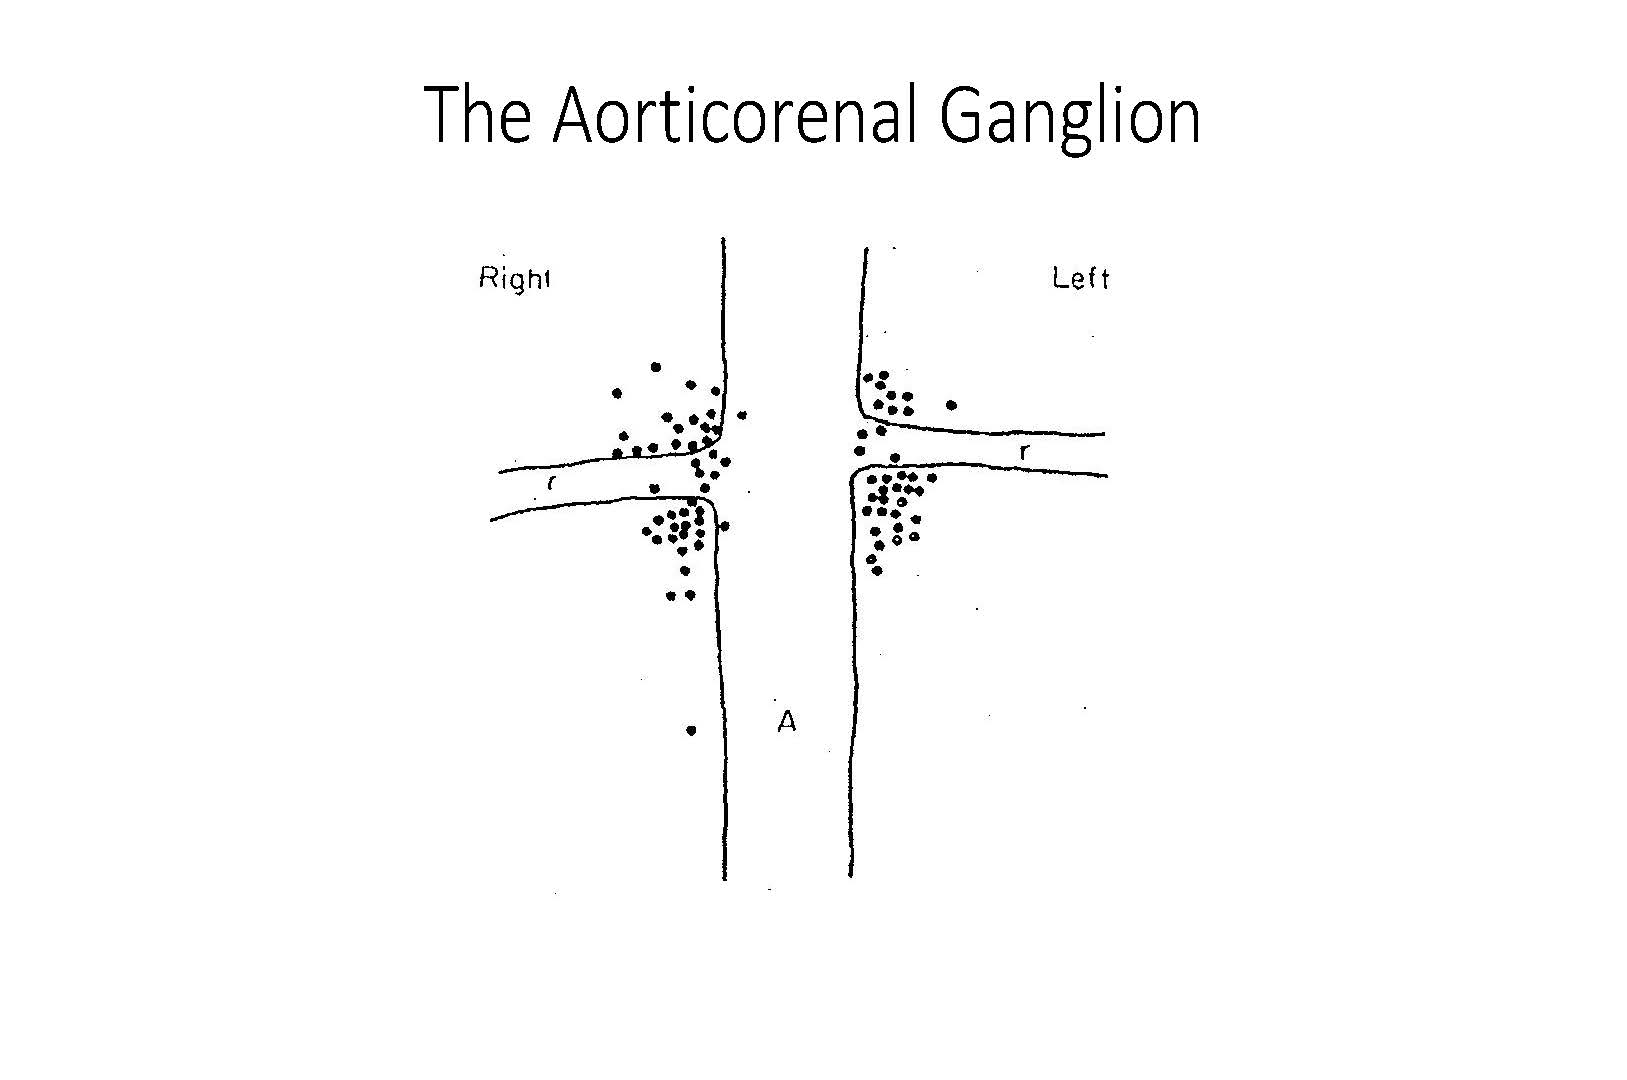 The Aorticorenal Ganglion
Right
Left
r
r
A